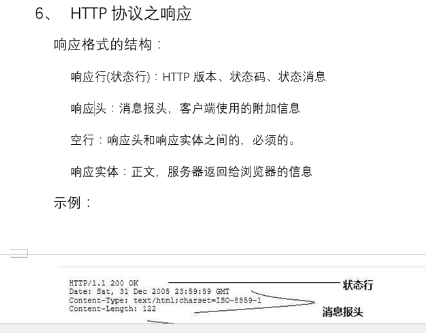 6、 HTTP 协议之响应
响应格式的结构：
响应行(状态行)：HTTP 版本、状态码、状态消息
响应头：消息报头，客户端使用的附加信息
空行：响应头和响应实体之间的，必须的。
响应实体：正文，服务器返回给浏览器的信息
示例：
HTTP/1.1 200 OK 状态行
Date: Sat, 31 Dec 2005 23:59:59 GMT
Content-Type: text/html;charset=ISO-8859-1
Content-Length: 122 消息报头